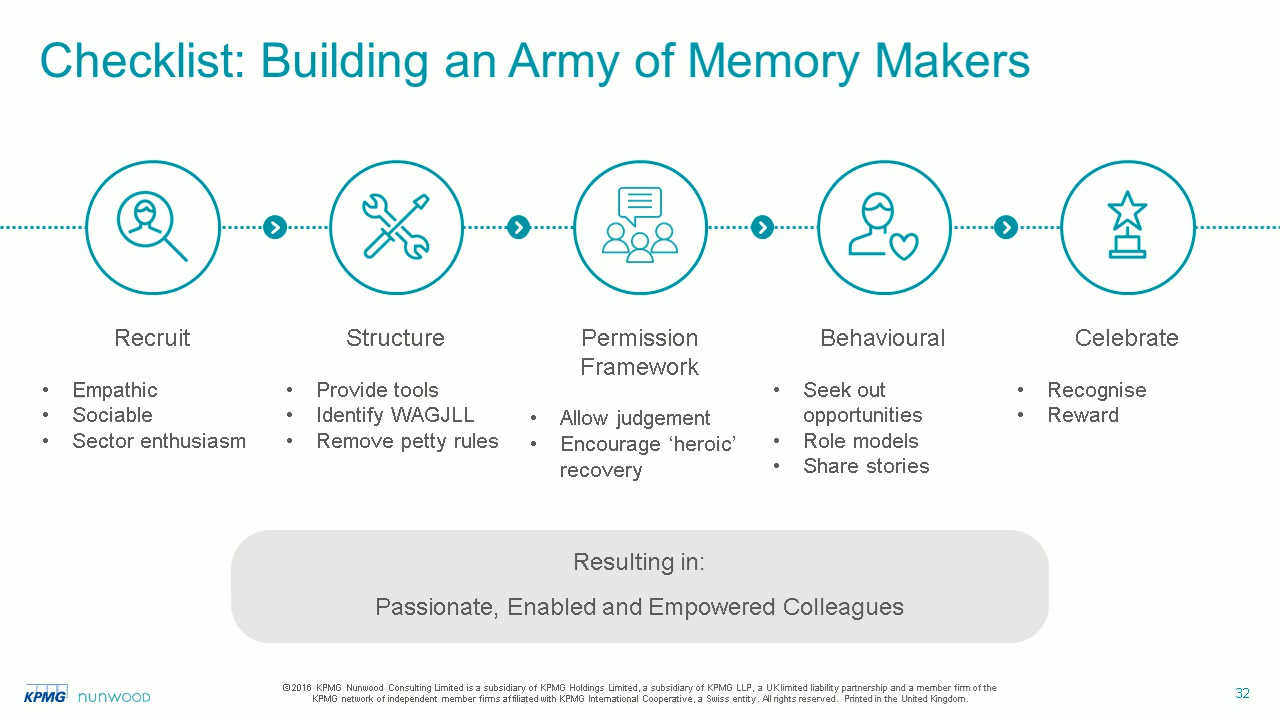 Checklist: Building an Army of Memory Makers
Recruit
• Empathic
• Sociable
• Sector enthusiasm
Structure
• Provide tools
• Identify WAGJLL
• Remove petty rules
Permission
Framework
• Allow judgement
• Encourage ‘heroic’
recovery
Behavioural
• Seek out
opportunities
• Role models
• Share stories
Celebrate
• Recognise
• Reward
Resulting in:
Passionate, Enabled and Empowered Colleagues
KPMG nunwood
©2016 KPMG Nunwood Consulting Limited is a subsidiary of KPMG Holdings Limited, a subsidiary of KPMG LLP, a UK limited liability partnership and a member firm of the
KPMG network of independent member firms affiliated with KPMG International Cooperative, a Swiss entity. All rights reserved. Printed in the United Kingdom.
32